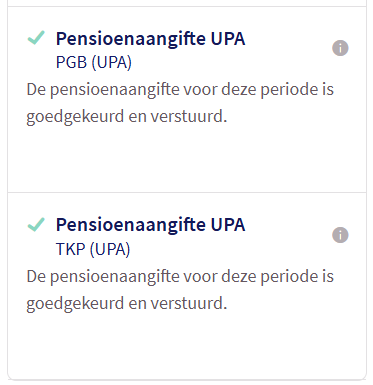 Pensioenaangifte UPA
PGB (UPA)
De pensioenaangifte voor deze periode is
goedgekeurd en verstuurd.
Pensioenaangifte UPA
TKP (UPA)
De pensioenaangifte voor deze periode is
goedgekeurd en verstuurd.